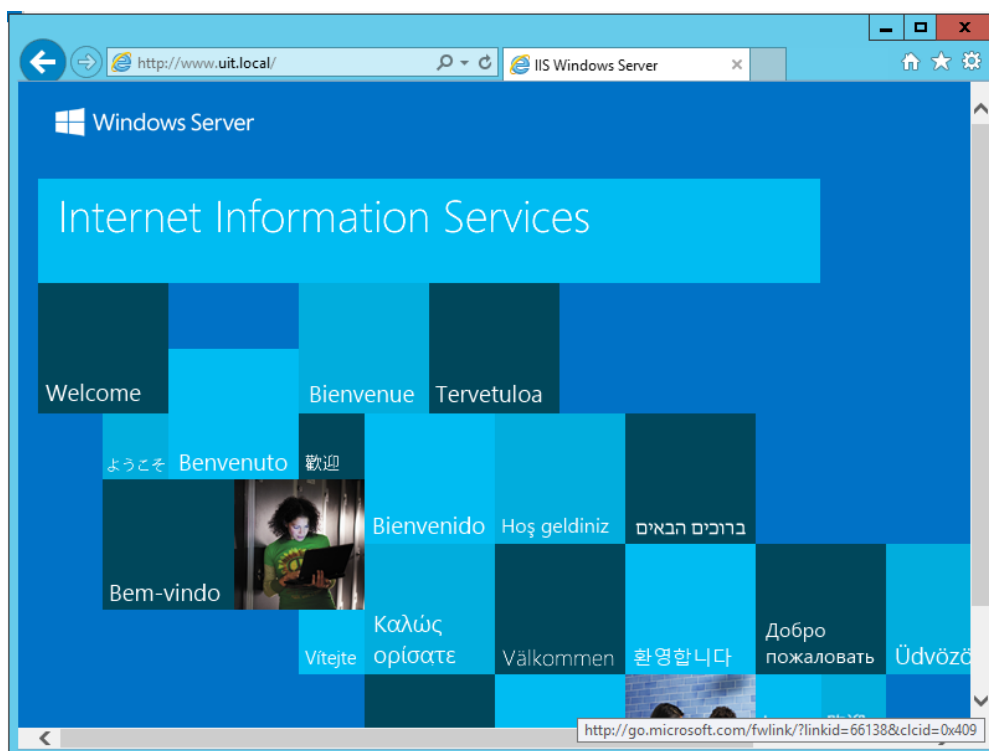 http://www.uit.local/
IIS Windows Server
Windows Server
Internet Information Services
Welcome
Bienvenue
Tervetuloa
ようこそ
Benvenuto
歡迎
Bienvenido
Hoş geldiniz
ברוכים הבאים
Bem-vindo
Vítejte
Καλώς
ορίσατε
Välkommen
환영합니다
Добро
пожаловать
Üdvözö
http://go.microsoft.com/fwlink/?linkid=66138&clcid=0x409